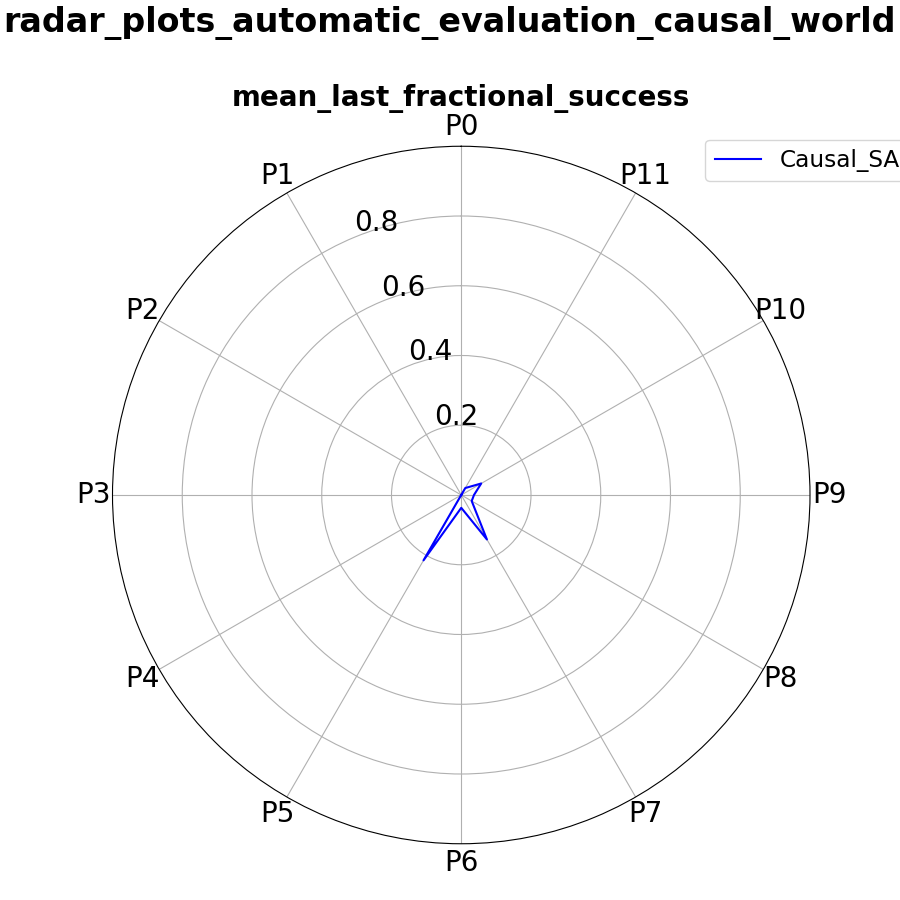 radar_plots_automatic_evaluation_causal_world
mean_last_fractional_success
P0
P1
P11
Causal_SA
0.8
0.6
P2
P10
0.4
0.2
P3
P9
P4
P8
P5
P7
P6